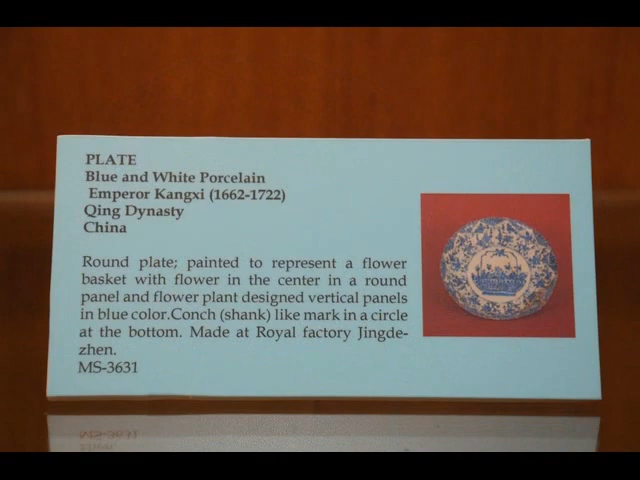 PLATE
Blue and White Porcelain
Emperor Kangxi (1662-1722)
Qing Dynasty
China
Round plate; painted to represent a flower
basket with flower in the center in a round
panel and flower plant designed vertical panels
in blue color.Conch (shank) like mark in a circle
at the bottom. Made at Royal factory Jingde-
zhen.
MS-3631